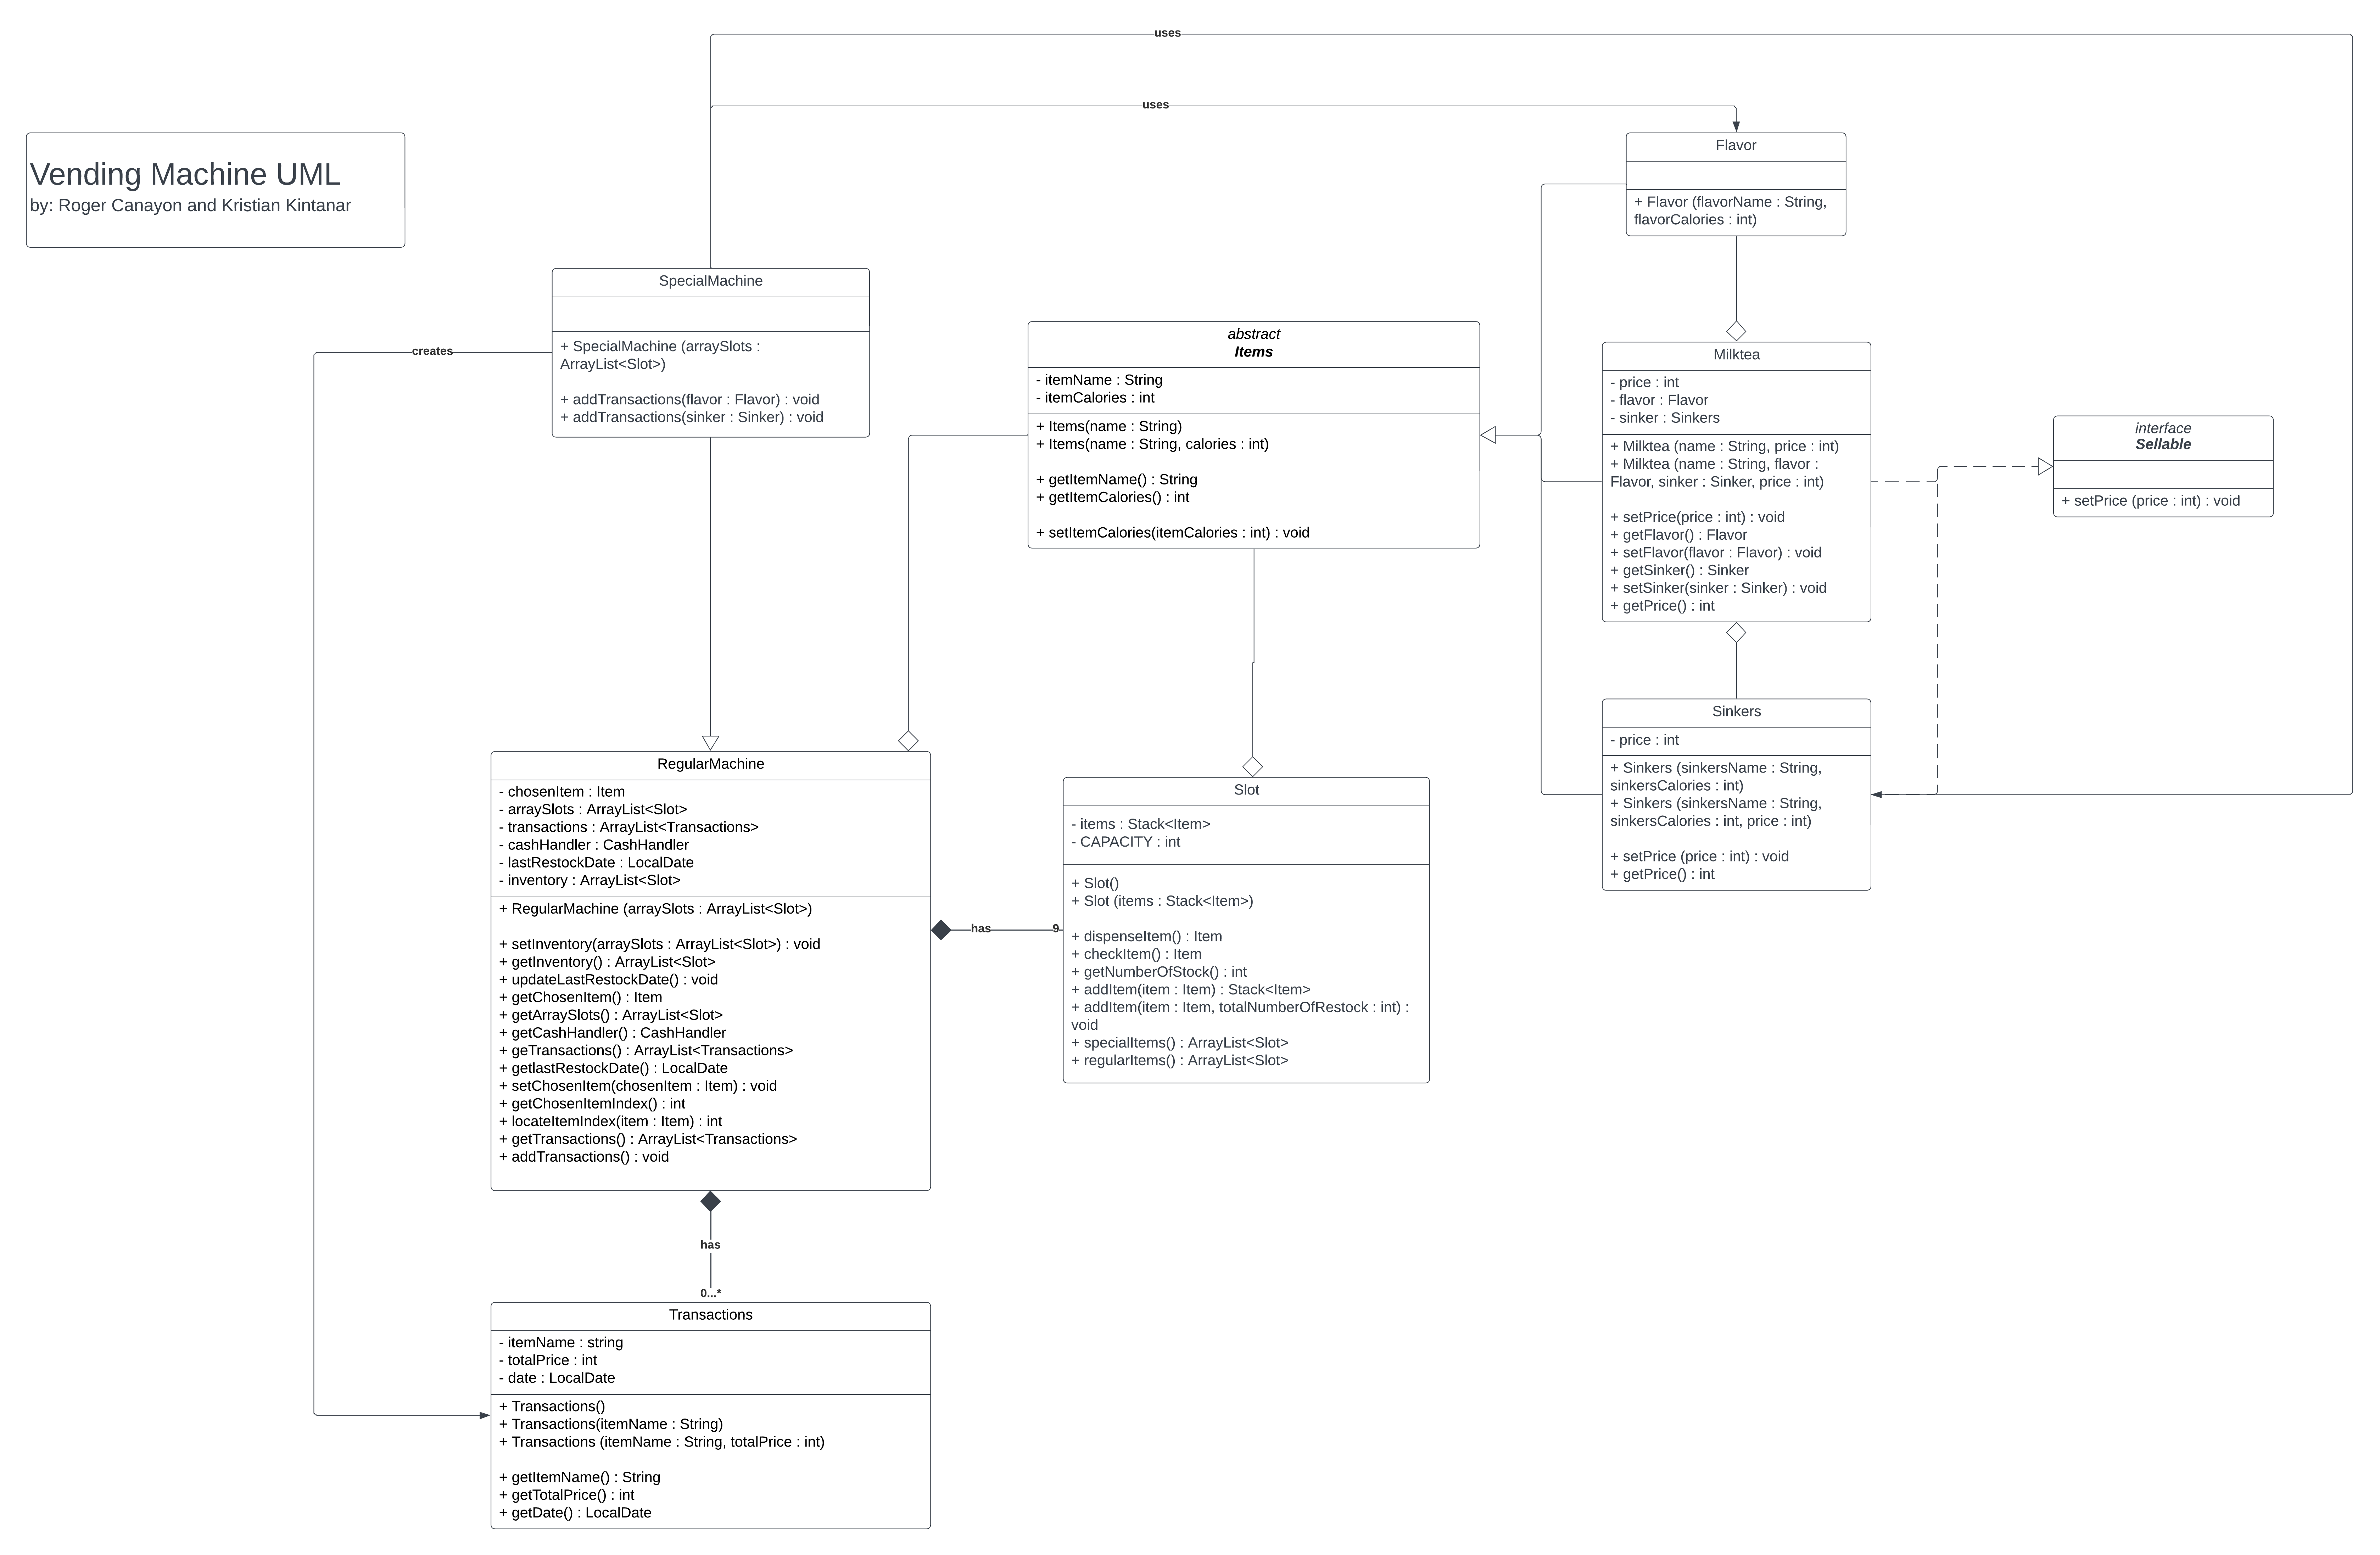 uses
uses
Vending Machine UML
by: Roger Canayon and Kristian Kintanar
Flavor
+ Flavor (flavorName : String,
flavorCalories : int)
SpecialMachine
+ SpecialMachine (arraySlots :
ArrayList<Slot>)
+ addTransactions(flavor : Flavor) : void
+ addTransactions(sinker : Sinker) : void
creates
abstract
Items
- itemName : String
- itemCalories : int
+ Items(name : String)
+ Items(name : String, calories : int)
+ getItemName() : String
+ getItemCalories() : int
+ setItemCalories(itemCalories : int) : void
Milktea
- price : int
- flavor : Flavor
- sinker : Sinkers
+ Milktea (name : String, price : int)
+ Milktea (name : String, flavor :
Flavor, sinker : Sinker, price : int)
+ setPrice(price : int) : void
+ getFlavor() : Flavor
+ setFlavor(flavor : Flavor) : void
+ getSinker() : Sinker
+ setSinker(sinker : Sinker) : void
+ getPrice() : int
interface
Sellable
+ setPrice (price : int) : void
Sinkers
- price : int
+ Sinkers (sinkersName : String,
sinkersCalories : int)
+ Sinkers (sinkersName : String,
sinkersCalories : int, price : int)
+ setPrice (price : int) : void
+ getPrice() : int
RegularMachine
- chosenItem : Item
- arraySlots : ArrayList<Slot>
- transactions : ArrayList<Transactions>
- cashHandler : CashHandler
- lastRestockDate : LocalDate
- inventory : ArrayList<Slot>
+ RegularMachine (arraySlots : ArrayList<Slot>)
+ setInventory(arraySlots : ArrayList<Slot>) : void
+ getInventory() : ArrayList<Slot>
+ updateLastRestockDate() : void
+ getChosenItem() : Item
+ getArraySlots() : ArrayList<Slot>
+ getCashHandler() : CashHandler
+ geTransactions() : ArrayList<Transactions>
+ getlastRestockDate() : LocalDate
+ setChosenItem(chosenItem : Item) : void
+ getChosenItemIndex() : int
+ locateItemIndex(item : Item) : int
+ getTransactions() : ArrayList<Transactions>
+ addTransactions() : void
has
9
Slot
- items : Stack<Item>
- CAPACITY : int
+ Slot()
+ Slot (items : Stack<Item>)
+ dispenseItem() : Item
+ checkItem() : Item
+ getNumberOfStock() : int
+ addItem(item : Item) : Stack<Item>
+ addItem(item : Item, totalNumberOfRestock : int) :
void
+ specialItems() : ArrayList<Slot>
+ regularItems() : ArrayList<Slot>
has
0...*
Transactions
- itemName : string
- totalPrice : int
- date : LocalDate
+ Transactions()
+ Transactions(itemName : String)
+ Transactions (itemName : String, totalPrice : int)
+ getItemName() : String
+ getTotalPrice() : int
+ getDate() : LocalDate